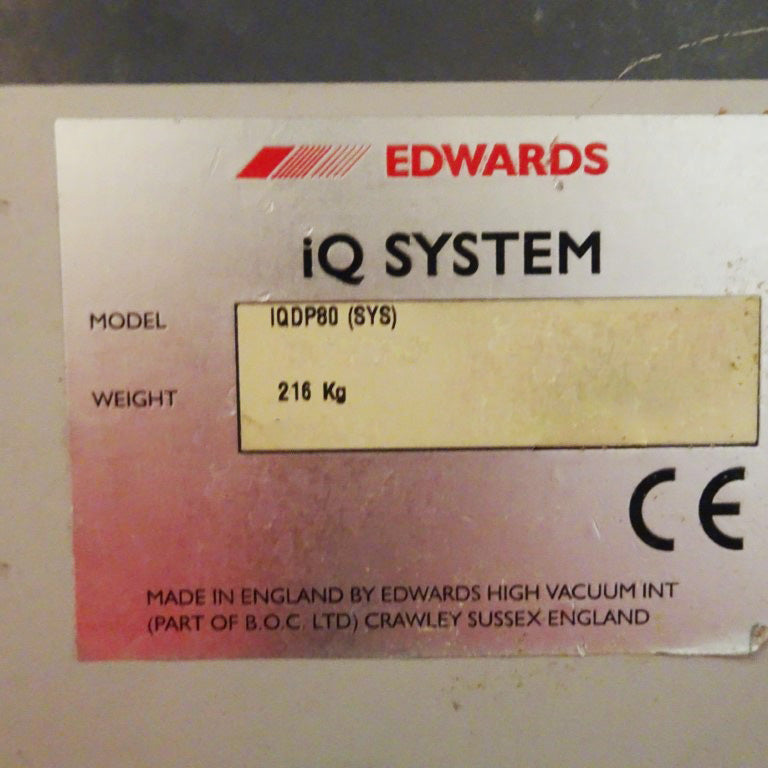 EDWARDS
iQ SYSTEM
MODEL IQDP80 (SYS)
WEIGHT 216 Kg
CE
MADE IN ENGLAND BY EDWARDS HIGH VACUUM INT
(PART OF B.O.C. LTD) CRAWLEY SUSSEX ENGLAND